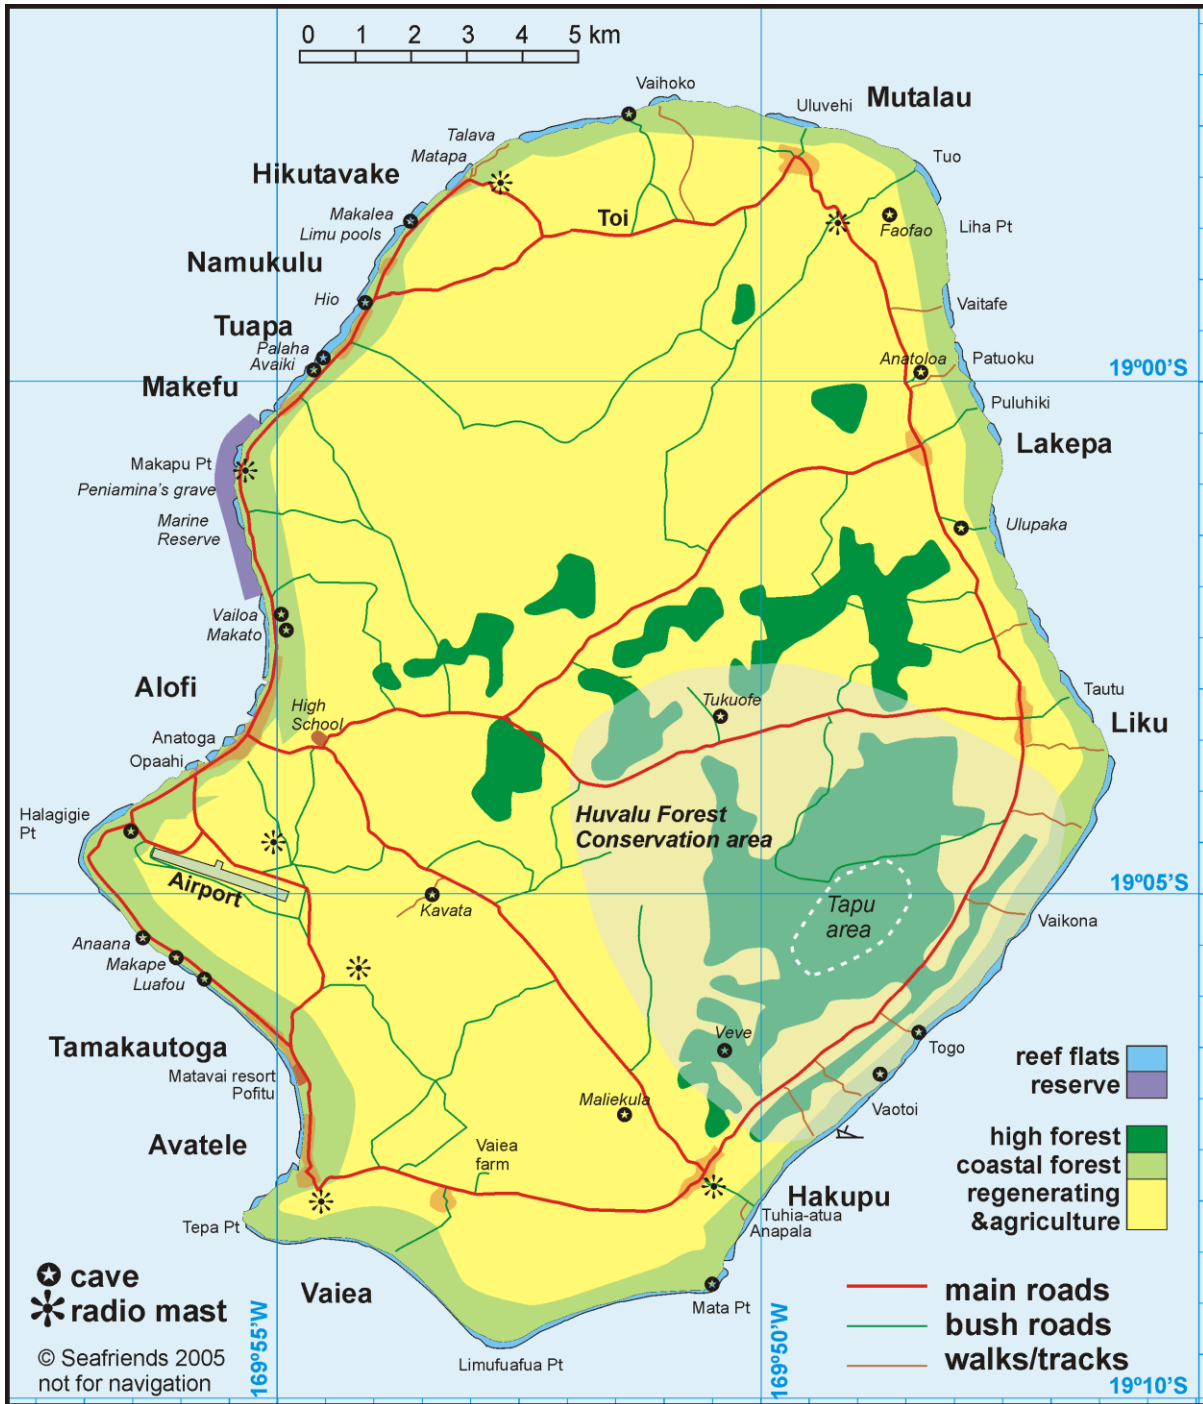 0 1 2 3 4 5 km
Vaihoko
Uluvehi
Mutalau
Talava
Matapa
Tuo
Hikutavake
Toi
Makalea
Limu pools
Faofao
Liha Pt
Namukulu
Hio
Vaitafe
Tuapa
Palaha
Avaiki
Anatoloa
Patuoku
19º00'S
Makefu
Puluhiki
Lakepa
Makapu Pt
Peniamina's grave
Marine
Reserve
Ulupaka
Vailoa
Makato
Alofi
High
School
Tukuofe
Tautu
Liku
Anatoga
Opaahi
Halagigie
Pt
Huvalu Forest
Conservation area
Airport
Kavata
Tapu
area
19º05'S
Vaikona
Anaana
Makape
Luafou
Tamakautoga
Matavai resort
Pofitu
Veve
Togo
reef flats
reserve
Maliekula
Vaotoi
Avatele
Vaiea
farm
high forest
coastal forest
regenerating
&agriculture
Hakupu
Tuhia-atua
Anapala
Tepa Pt
cave
radio mast
Vaiea
Mata Pt
main roads
bush roads
walks/tracks
© Seafriends 2005
not for navigation
169º55'W
Limufuafua Pt
169º50'W
19º10'S